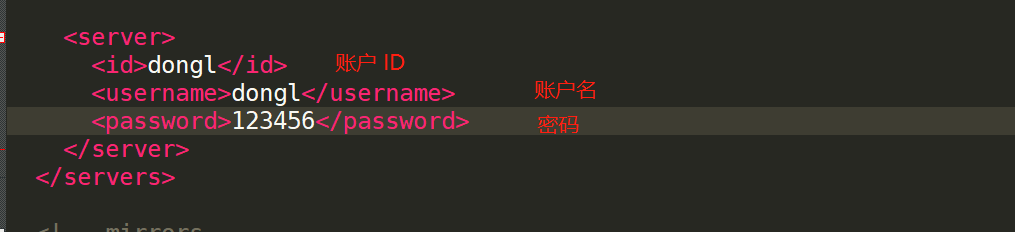 <server>
<id>dongl</id> 账户 ID
<username>dongl</username> 账户名
<password>123456</password> 密码
</server>
</servers>
<!-- mirrors